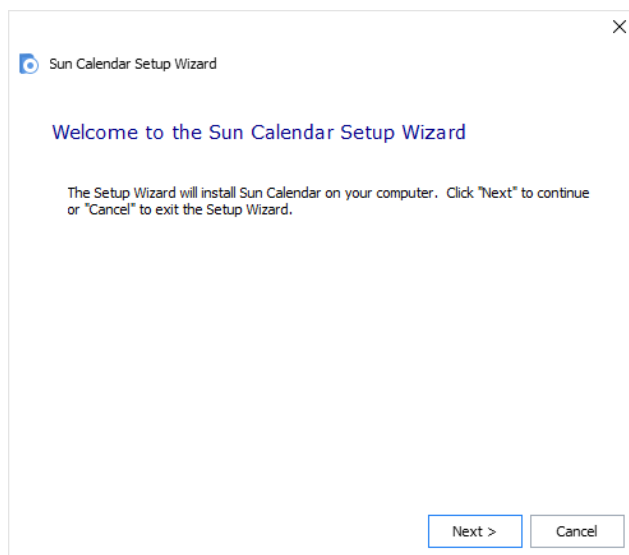 Sun Calendar Setup Wizard
Welcome to the Sun Calendar Setup Wizard
The Setup Wizard will install Sun Calendar on your computer.  Click "Next" to continue
or "Cancel" to exit the Setup Wizard.
Next >
Cancel